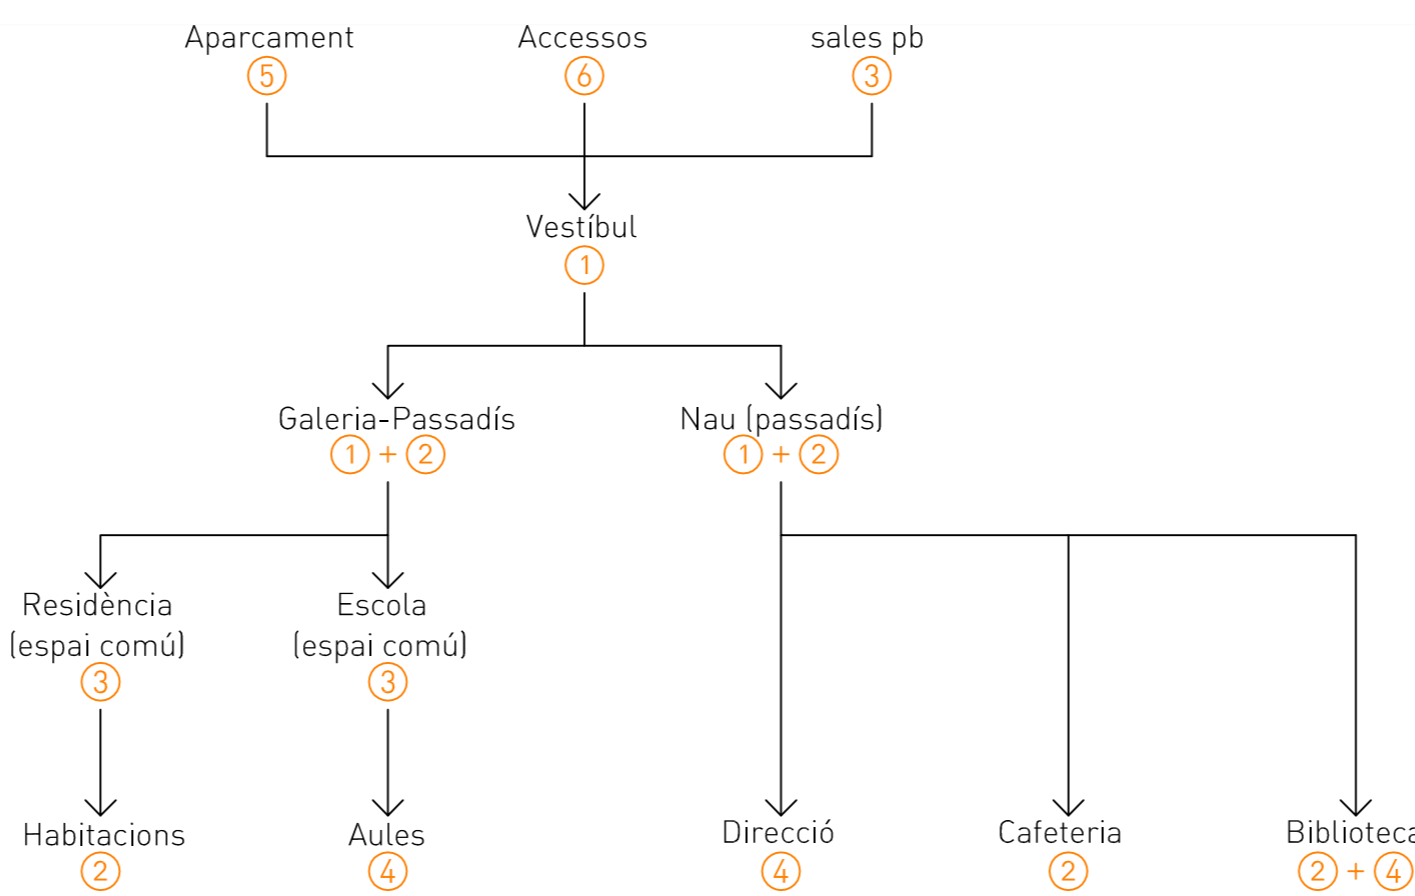 Aparcament Accessos sales pb
5 6 3
Vestíbul
1
Galeria-Passadís Nau (passadís)
1 + 2 1 + 2
Residència Escola
(espai comú) (espai comú)
3 3
Habitacions Aules Direcció Cafeteria Biblioteca
2 4 4 2 2 + 4